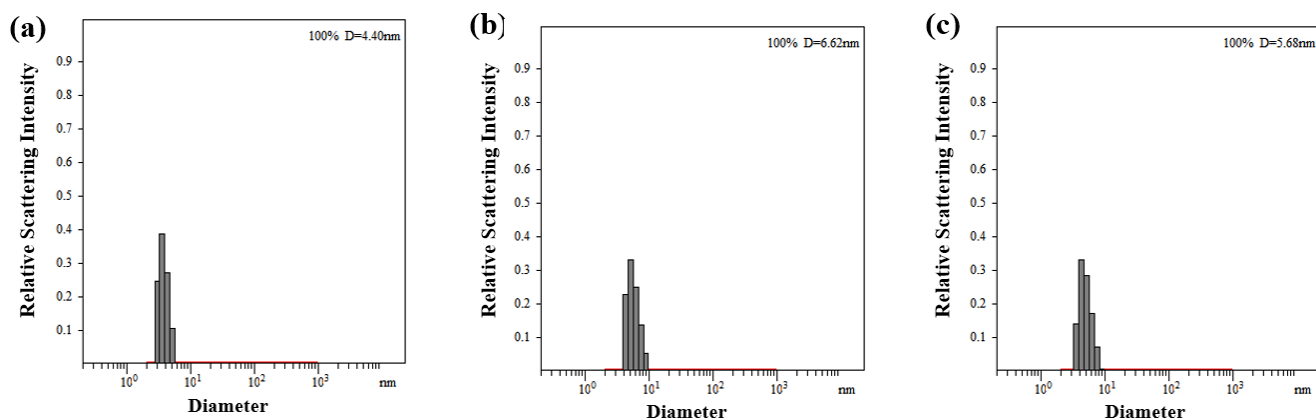 (a)
100% D=4.40nm
Relative Scattering Intensity
0.9
0.8
0.7
0.6
0.5
0.4
0.3
0.2
0.1
10⁰ 10¹ 10² 10³ nm
Diameter
(b)
100% D=6.62nm
Relative Scattering Intensity
0.9
0.8
0.7
0.6
0.5
0.4
0.3
0.2
0.1
10⁰ 10¹ 10² 10³ nm
Diameter
(c)
100% D=5.68nm
Relative Scattering Intensity
0.9
0.8
0.7
0.6
0.5
0.4
0.3
0.2
0.1
10⁰ 10¹ 10² 10³ nm
Diameter